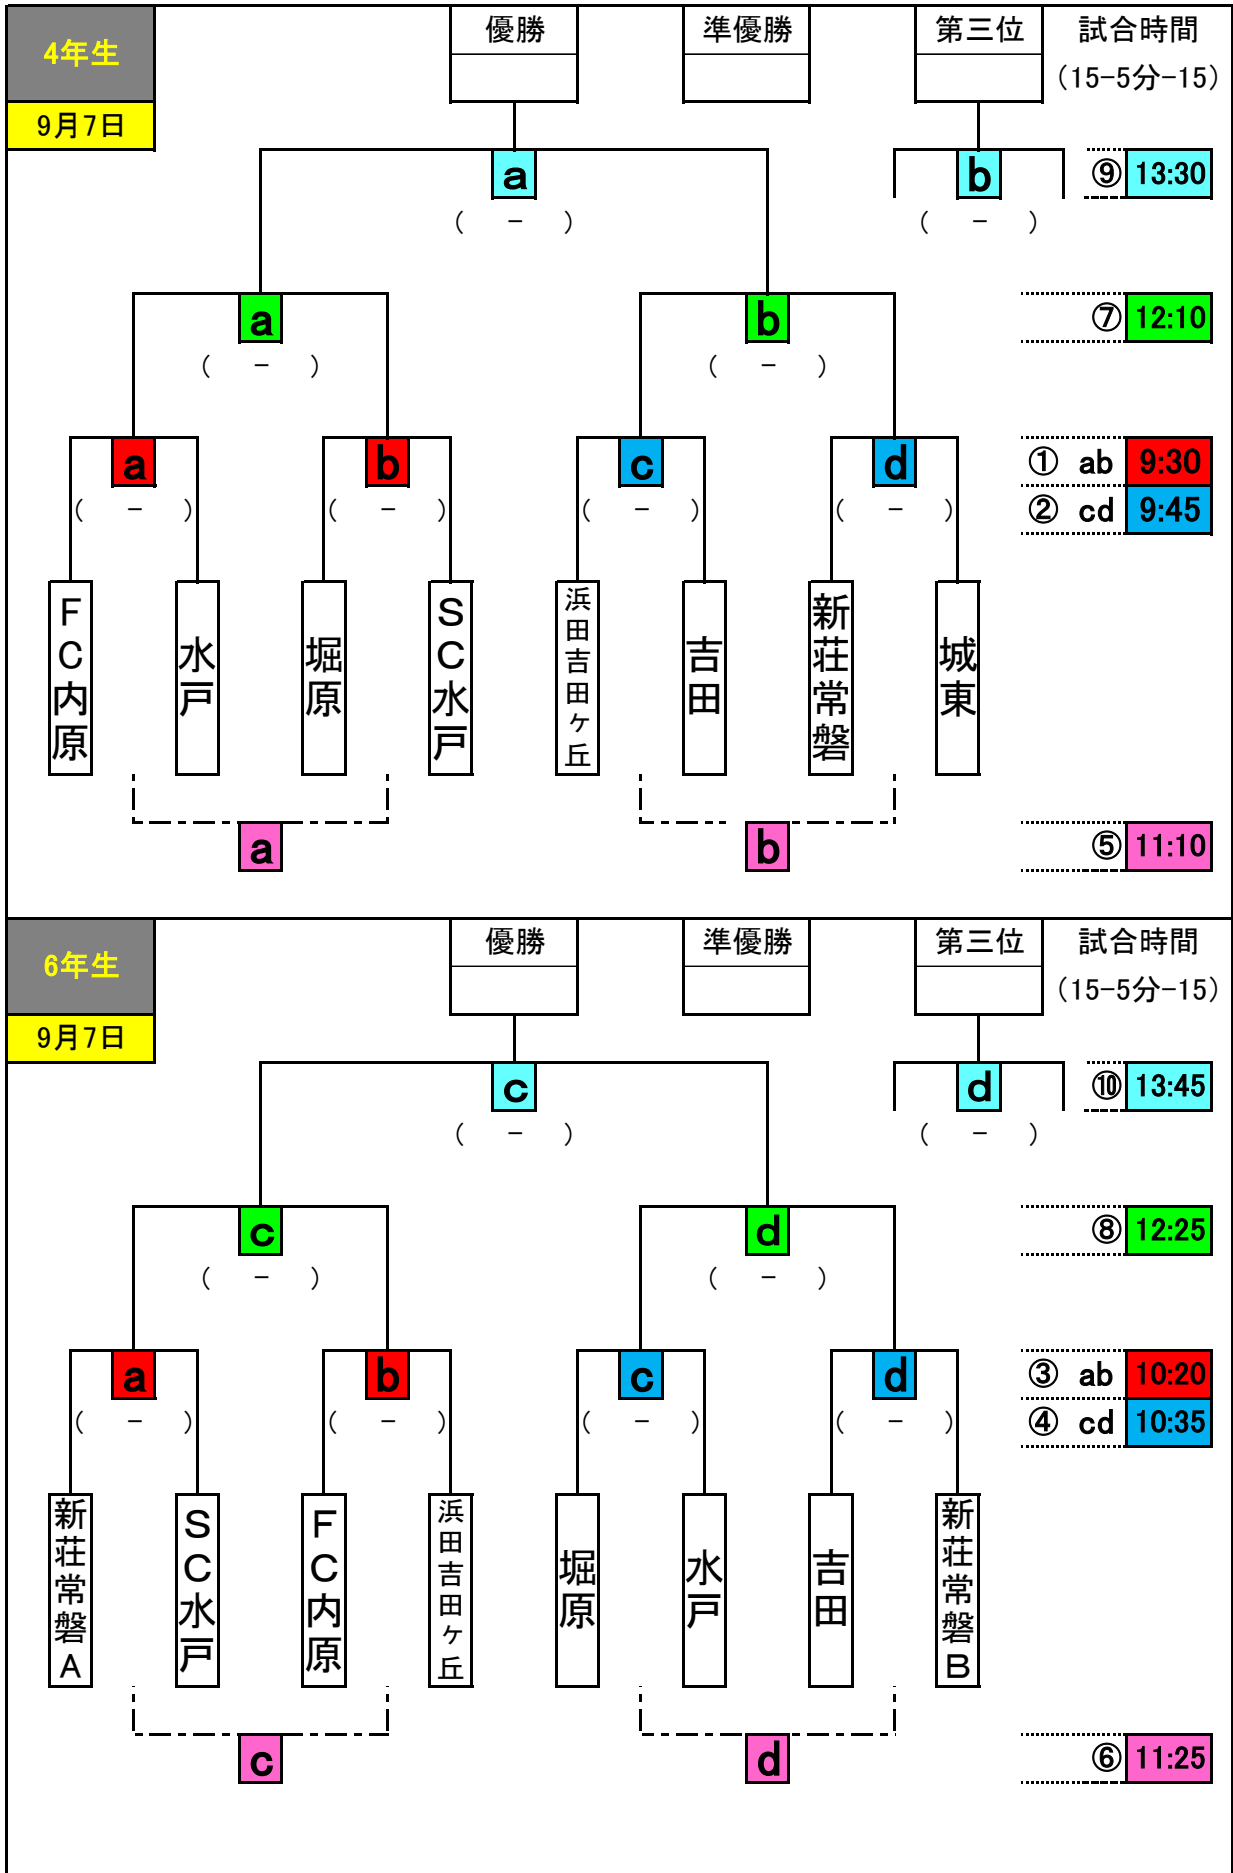 4年生
優勝
準優勝
第三位
試合時間
(15-5分-15)
9月7日
a
b
⑨ 13:30
( - )
( - )
a
b
⑦ 12:10
( - )
( - )
a
b
c
d
① ab 9:30
( - )
( - )
( - )
( - )
② cd 9:45
FC内原
水戸
堀原
SC水戸
浜田吉田ヶ丘
吉田
新荘常磐
城東
a
b
⑤ 11:10
6年生
優勝
準優勝
第三位
試合時間
(15-5分-15)
9月7日
c
d
⑩ 13:45
( - )
( - )
c
d
⑧ 12:25
( - )
( - )
a
b
c
d
③ ab 10:20
( - )
( - )
( - )
( - )
④ cd 10:35
新荘常磐A
SC水戸
FC内原
浜田吉田ヶ丘
堀原
水戸
吉田
新荘常磐B
c
d
⑥ 11:25